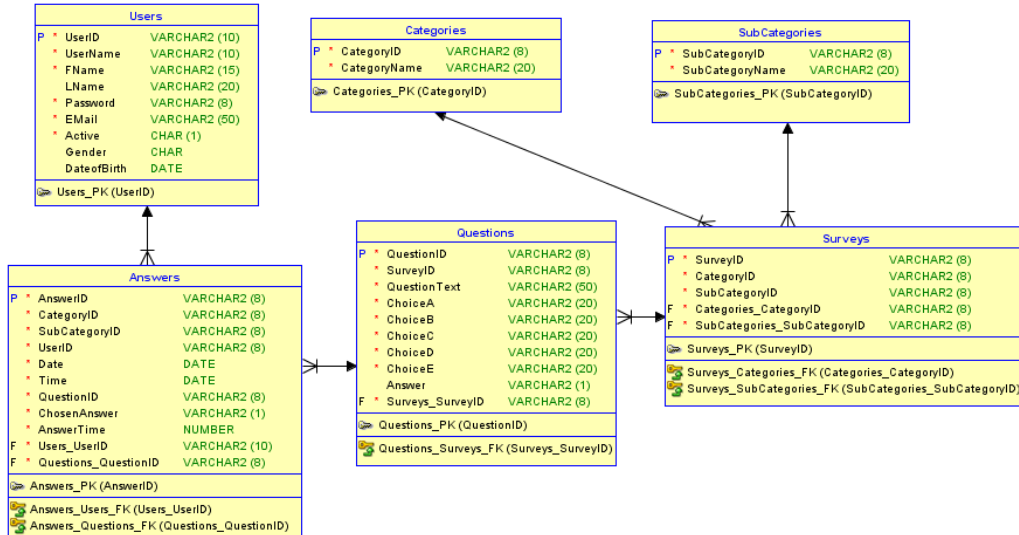 Users
P * UserID VARCHAR2 (10)
* UserName VARCHAR2 (10)
* FName VARCHAR2 (15)
LName VARCHAR2 (20)
* Password VARCHAR2 (8)
* EMail VARCHAR2 (50)
* Active CHAR (1)
Gender CHAR
DateofBirth DATE
Users_PK (UserID)
Categories
P * CategoryID VARCHAR2 (8)
* CategoryName VARCHAR2 (20)
Categories_PK (CategoryID)
SubCategories
P * SubCategoryID VARCHAR2 (8)
* SubCategoryName VARCHAR2 (20)
SubCategories_PK (SubCategoryID)
Answers
P * AnswerID VARCHAR2 (8)
* CategoryID VARCHAR2 (8)
* SubCategoryID VARCHAR2 (8)
* UserID VARCHAR2 (8)
* Date DATE
* Time DATE
* QuestionID VARCHAR2 (8)
* ChosenAnswer VARCHAR2 (1)
* AnswerTime NUMBER
F * Users_UserID VARCHAR2 (10)
F * Questions_QuestionID VARCHAR2 (8)
Answers_PK (AnswerID)
Answers_Users_FK (Users_UserID)
Answers_Questions_FK (Questions_QuestionID)
Questions
P * QuestionID VARCHAR2 (8)
* SurveyID VARCHAR2 (8)
* QuestionText VARCHAR2 (50)
* ChoiceA VARCHAR2 (20)
* ChoiceB VARCHAR2 (20)
* ChoiceC VARCHAR2 (20)
* ChoiceD VARCHAR2 (20)
* ChoiceE VARCHAR2 (20)
Answer VARCHAR2 (1)
F * Surveys_SurveyID VARCHAR2 (8)
Questions_PK (QuestionID)
Questions_Surveys_FK (Surveys_SurveyID)
Surveys
P * SurveyID VARCHAR2 (8)
* CategoryID VARCHAR2 (8)
* SubCategoryID VARCHAR2 (8)
F * Categories_CategoryID VARCHAR2 (8)
F * SubCategories_SubCategoryID VARCHAR2 (8)
Surveys_PK (SurveyID)
Surveys_Categories_FK (Categories_CategoryID)
Surveys_SubCategories_FK (SubCategories_SubCategoryID)